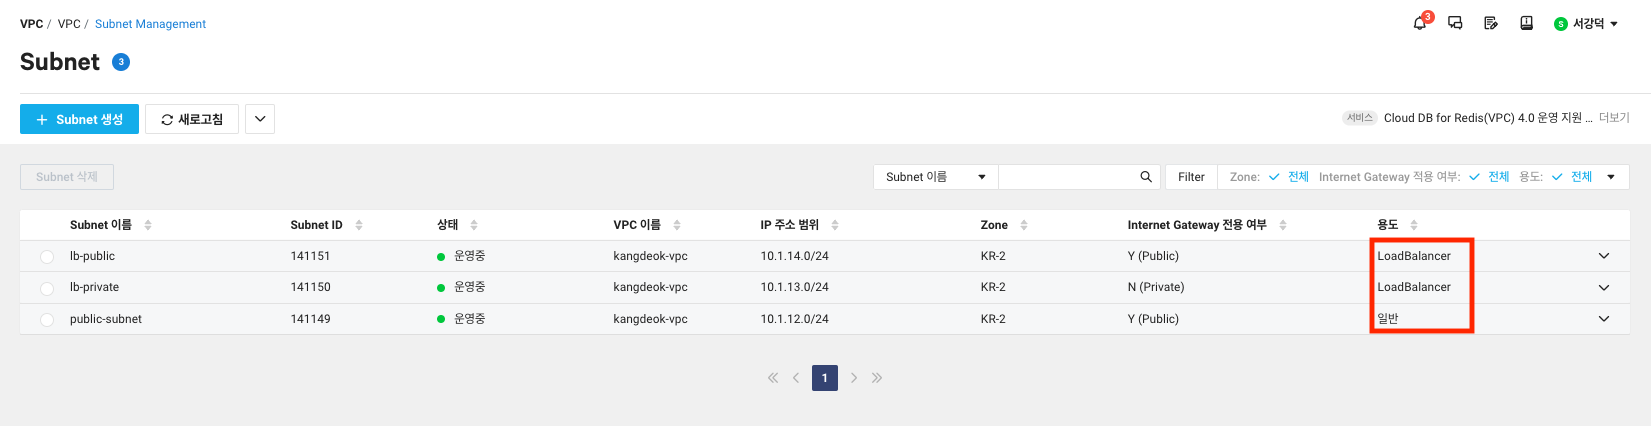 VPC / VPC / Subnet Management
3
S 서강덕
Subnet 3
+ Subnet 생성 새로고침
서비스 Cloud DB for Redis(VPC) 4.0 운영 지원 ... 더보기
Subnet 삭제 Subnet 이름 Filter Zone: 전체 Internet Gateway 적용 여부: 전체 용도: 전체
Subnet 이름 Subnet ID 상태 VPC 이름 IP 주소 범위 Zone Internet Gateway 전용 여부 용도
lb-public 141151 운영중 kangdeok-vpc 10.1.14.0/24 KR-2 Y (Public) LoadBalancer
lb-private 141150 운영중 kangdeok-vpc 10.1.13.0/24 KR-2 N (Private) LoadBalancer
public-subnet 141149 운영중 kangdeok-vpc 10.1.12.0/24 KR-2 Y (Public) 일반
1